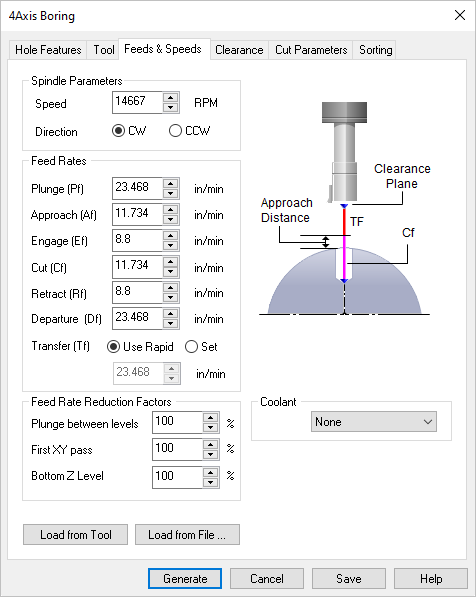 4Axis Boring
Hole Features Tool Feeds & Speeds Clearance Cut Parameters Sorting
Spindle Parameters
Speed 14667 RPM
Direction CW CCW
Feed Rates
Plunge (Pf) 23.468 in/min
Approach (Af) 11.734 in/min
Engage (Ef) 8.8 in/min
Cut (Cf) 11.734 in/min
Retract (Rf) 8.8 in/min
Departure (Df) 23.468 in/min
Transfer (Tf) Use Rapid Set
23.468 in/min
Clearance
Plane
Approach
Distance
TF
Cf
Feed Rate Reduction Factors
Plunge between levels 100 %
First XY pass 100 %
Bottom Z Level 100 %
Coolant
None
Load from Tool Load from File ...
Generate Cancel Save Help